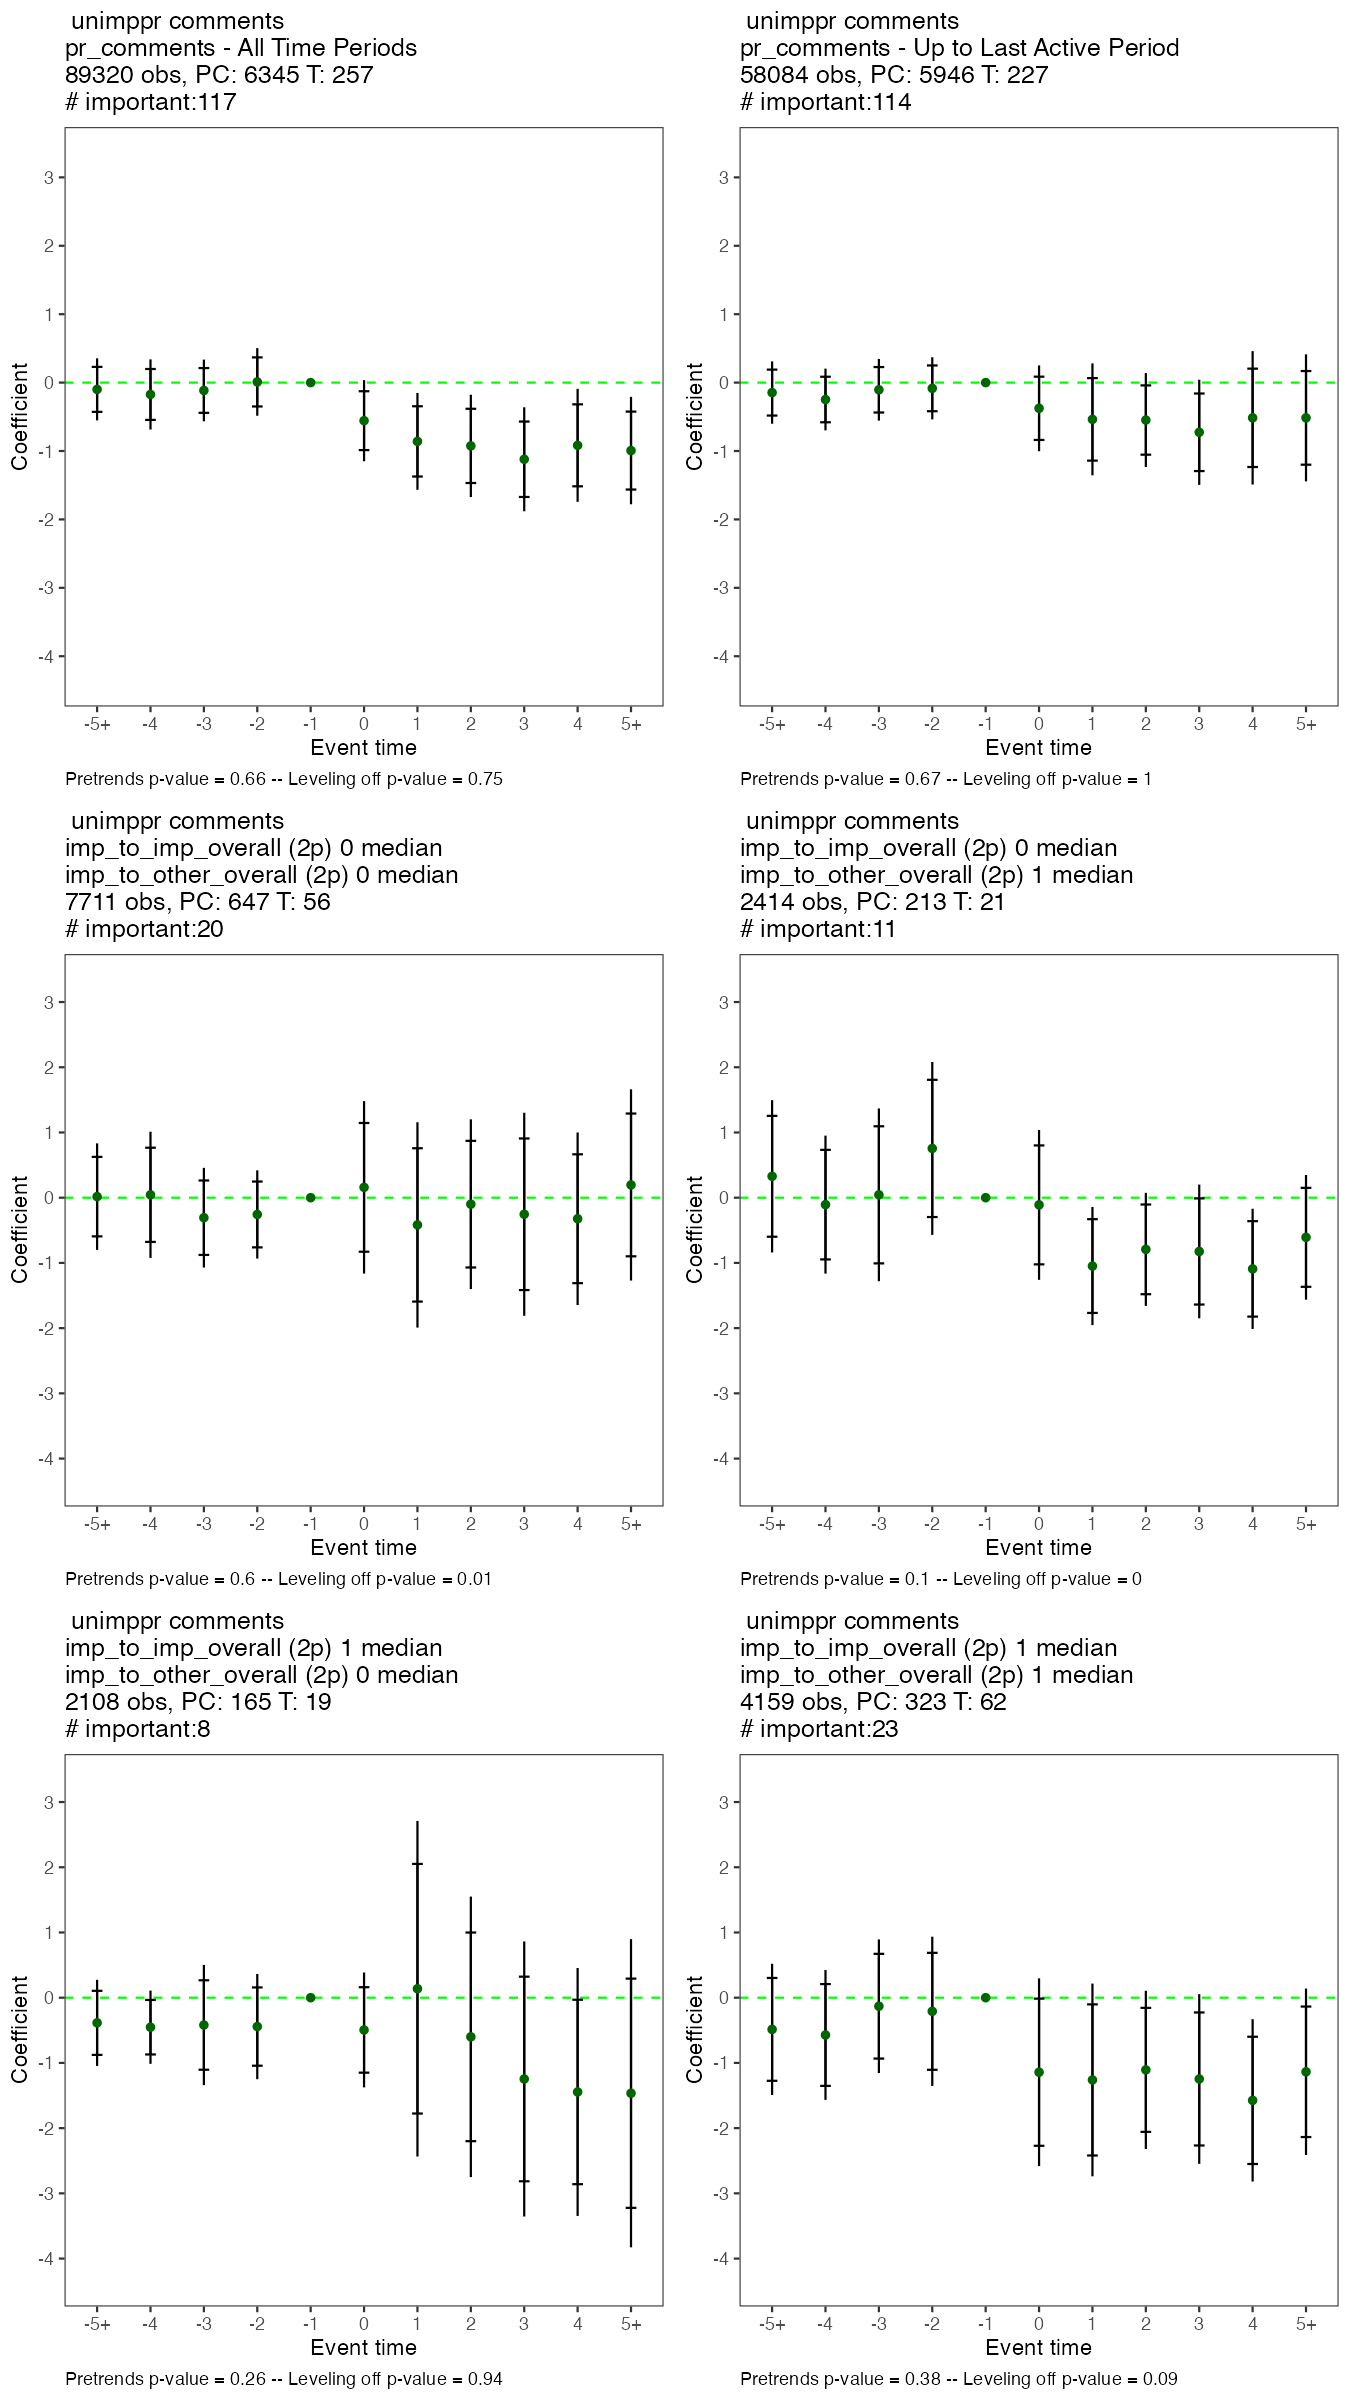 unimppr comments
pr_comments - All Time Periods
89320 obs, PC: 6345 T: 257
# important:117
3
2
1
0
-1
-2
-3
-4
Coefficient
-5+ -4 -3 -2 -1 0 1 2 3 4 5+
Event time
Pretrends p-value = 0.66 -- Leveling off p-value = 0.75
unimppr comments
pr_comments - Up to Last Active Period
58084 obs, PC: 5946 T: 227
# important:114
3
2
1
0
-1
-2
-3
-4
Coefficient
-5+ -4 -3 -2 -1 0 1 2 3 4 5+
Event time
Pretrends p-value = 0.67 -- Leveling off p-value = 1
unimppr comments
imp_to_imp_overall (2p) 0 median
imp_to_other_overall (2p) 0 median
7711 obs, PC: 647 T: 56
# important:20
3
2
1
0
-1
-2
-3
-4
Coefficient
-5+ -4 -3 -2 -1 0 1 2 3 4 5+
Event time
Pretrends p-value = 0.6 -- Leveling off p-value = 0.01
unimppr comments
imp_to_imp_overall (2p) 0 median
imp_to_other_overall (2p) 1 median
2414 obs, PC: 213 T: 21
# important:11
3
2
1
0
-1
-2
-3
-4
Coefficient
-5+ -4 -3 -2 -1 0 1 2 3 4 5+
Event time
Pretrends p-value = 0.1 -- Leveling off p-value = 0
unimppr comments
imp_to_imp_overall (2p) 1 median
imp_to_other_overall (2p) 0 median
2108 obs, PC: 165 T: 19
# important:8
3
2
1
0
-1
-2
-3
-4
Coefficient
-5+ -4 -3 -2 -1 0 1 2 3 4 5+
Event time
Pretrends p-value = 0.26 -- Leveling off p-value = 0.94
unimppr comments
imp_to_imp_overall (2p) 1 median
imp_to_other_overall (2p) 1 median
4159 obs, PC: 323 T: 62
# important:23
3
2
1
0
-1
-2
-3
-4
Coefficient
-5+ -4 -3 -2 -1 0 1 2 3 4 5+
Event time
Pretrends p-value = 0.38 -- Leveling off p-value = 0.09